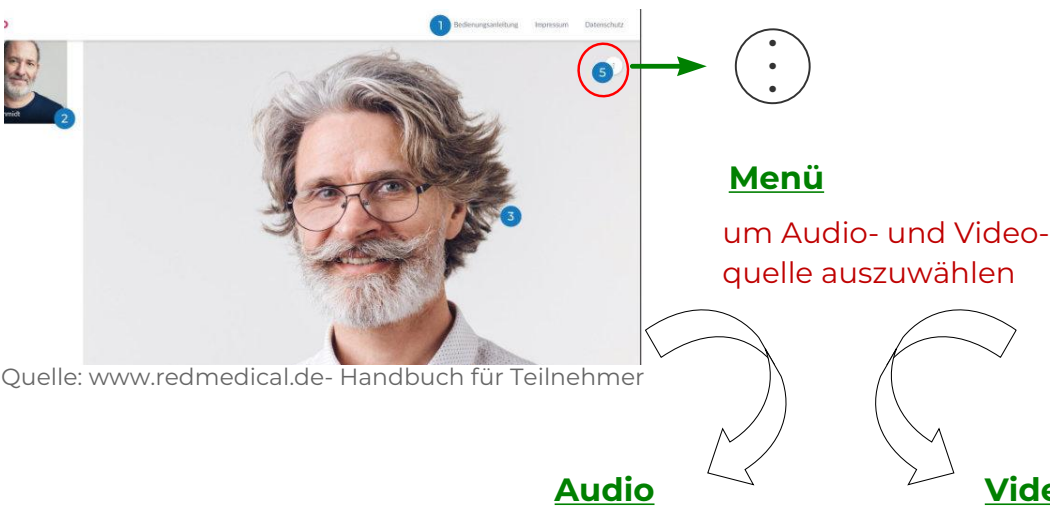 1 Bedienungsanleitung Impressum Datenschutz
5
2
3
Menü
um Audio- und Video-
quelle auszuwählen
Quelle: www.redmedical.de- Handbuch für Teilnehmer
Audio